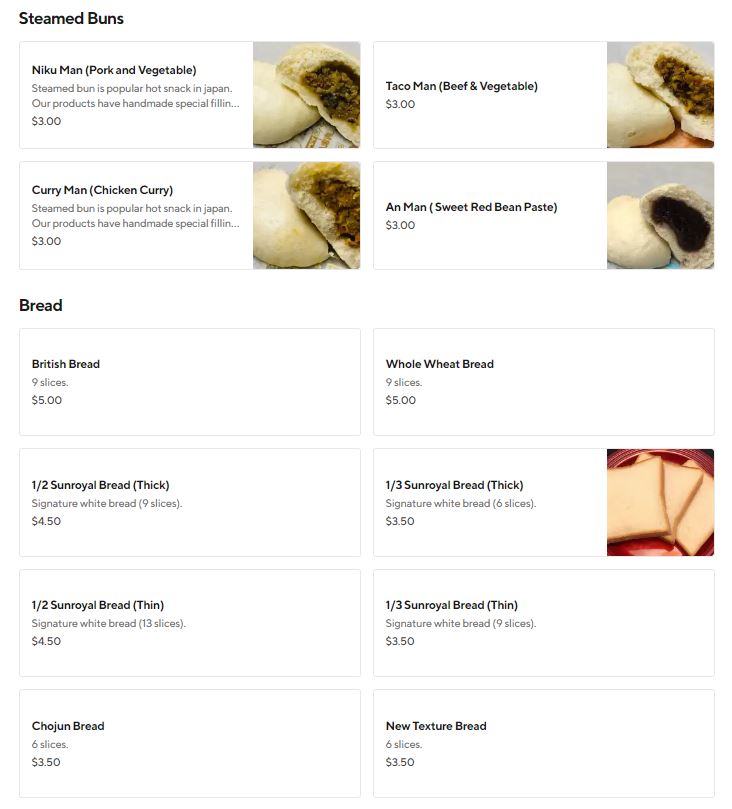 Steamed Buns
Niku Man (Pork and Vegetable)
Steamed bun is popular hot snack in japan.
Our products have handmade special fillin...
$3.00
Taco Man (Beef & Vegetable)
$3.00
Curry Man (Chicken Curry)
Steamed bun is popular hot snack in japan.
Our products have handmade special fillin...
$3.00
An Man ( Sweet Red Bean Paste)
$3.00
Bread
British Bread
9 slices.
$5.00
Whole Wheat Bread
9 slices.
$5.00
1/2 Sunroyal Bread (Thick)
Signature white bread (9 slices).
$4.50
1/3 Sunroyal Bread (Thick)
Signature white bread (6 slices).
$3.50
1/2 Sunroyal Bread (Thin)
Signature white bread (13 slices).
$4.50
1/3 Sunroyal Bread (Thin)
Signature white bread (9 slices).
$3.50
Chojun Bread
6 slices.
$3.50
New Texture Bread
6 slices.
$3.50